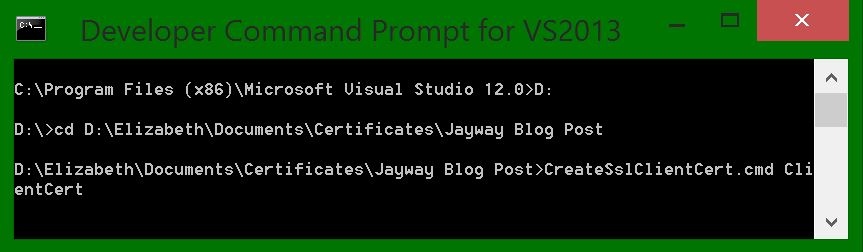 Developer Command Prompt for VS2013
C:\Program Files (x86)\Microsoft Visual Studio 12.0>D:
D:\>cd D:\Elizabeth\Documents\Certificates\Jayway Blog Post
D:\Elizabeth\Documents\Certificates\Jayway Blog Post>CreateSslClientCert.cmd Cli
entCert